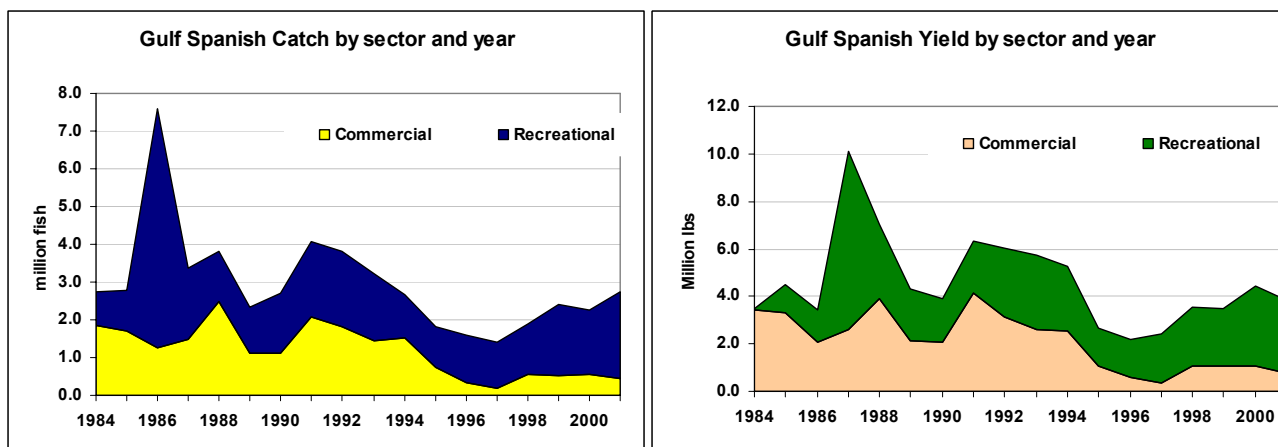 Gulf Spanish Catch by sector and year
million fish
8.0
7.0
6.0
5.0
4.0
3.0
2.0
1.0
0.0
Commercial Recreational
1984 1986 1988 1990 1992 1994 1996 1998 2000
Gulf Spanish Yield by sector and year
Million lbs
12.0
10.0
8.0
6.0
4.0
2.0
0.0
Commercial Recreational
1984 1986 1988 1990 1992 1994 1996 1998 2000